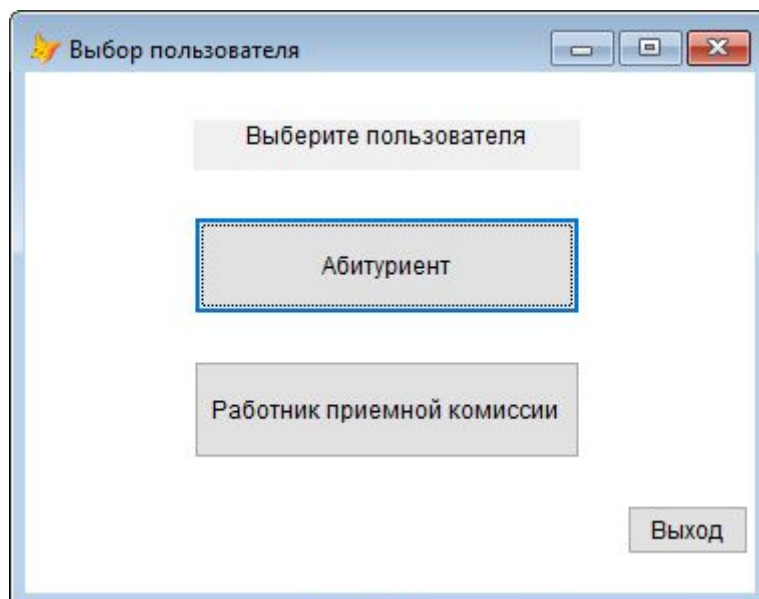 Выбор пользователя
Выберите пользователя
Абитуриент
Работник приемной комиссии
Выход